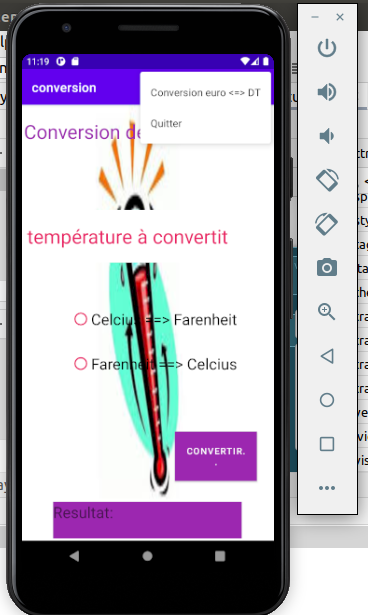 11:19
conversion
Conversion euro <=> DT
Quitter
Conversion de
température à convertit
Celcius ==> Farenheit
Farenheit ==> Celcius
CONVERTIR.
.
Resultat: